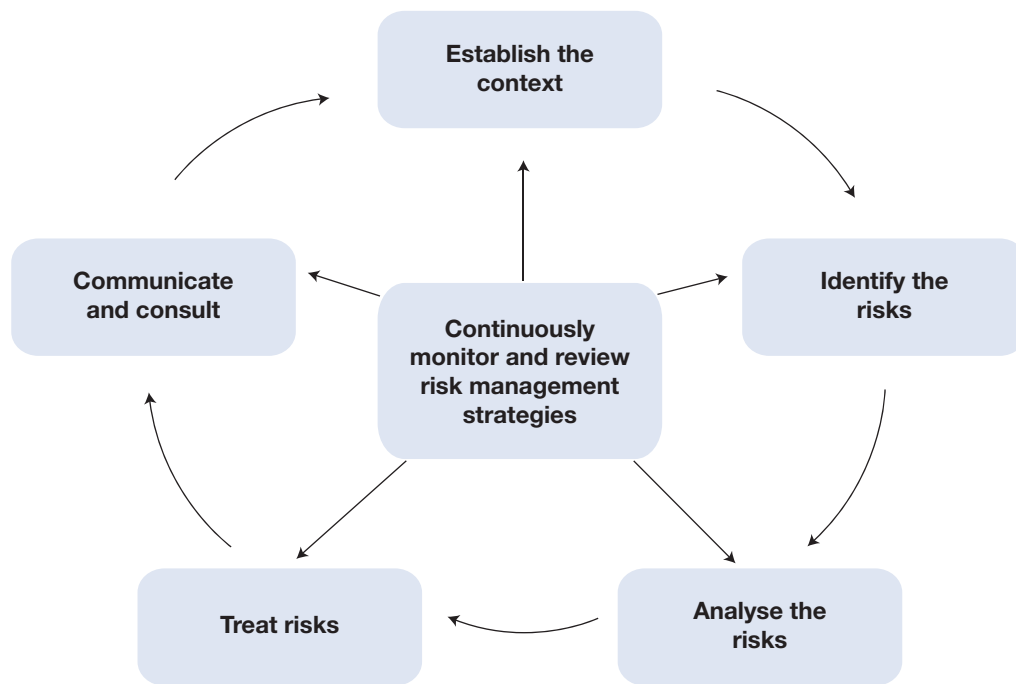 Establish the
context
Communicate
and consult
Identify the
risks
Continuously
monitor and review
risk management
strategies
Treat risks
Analyse the
risks